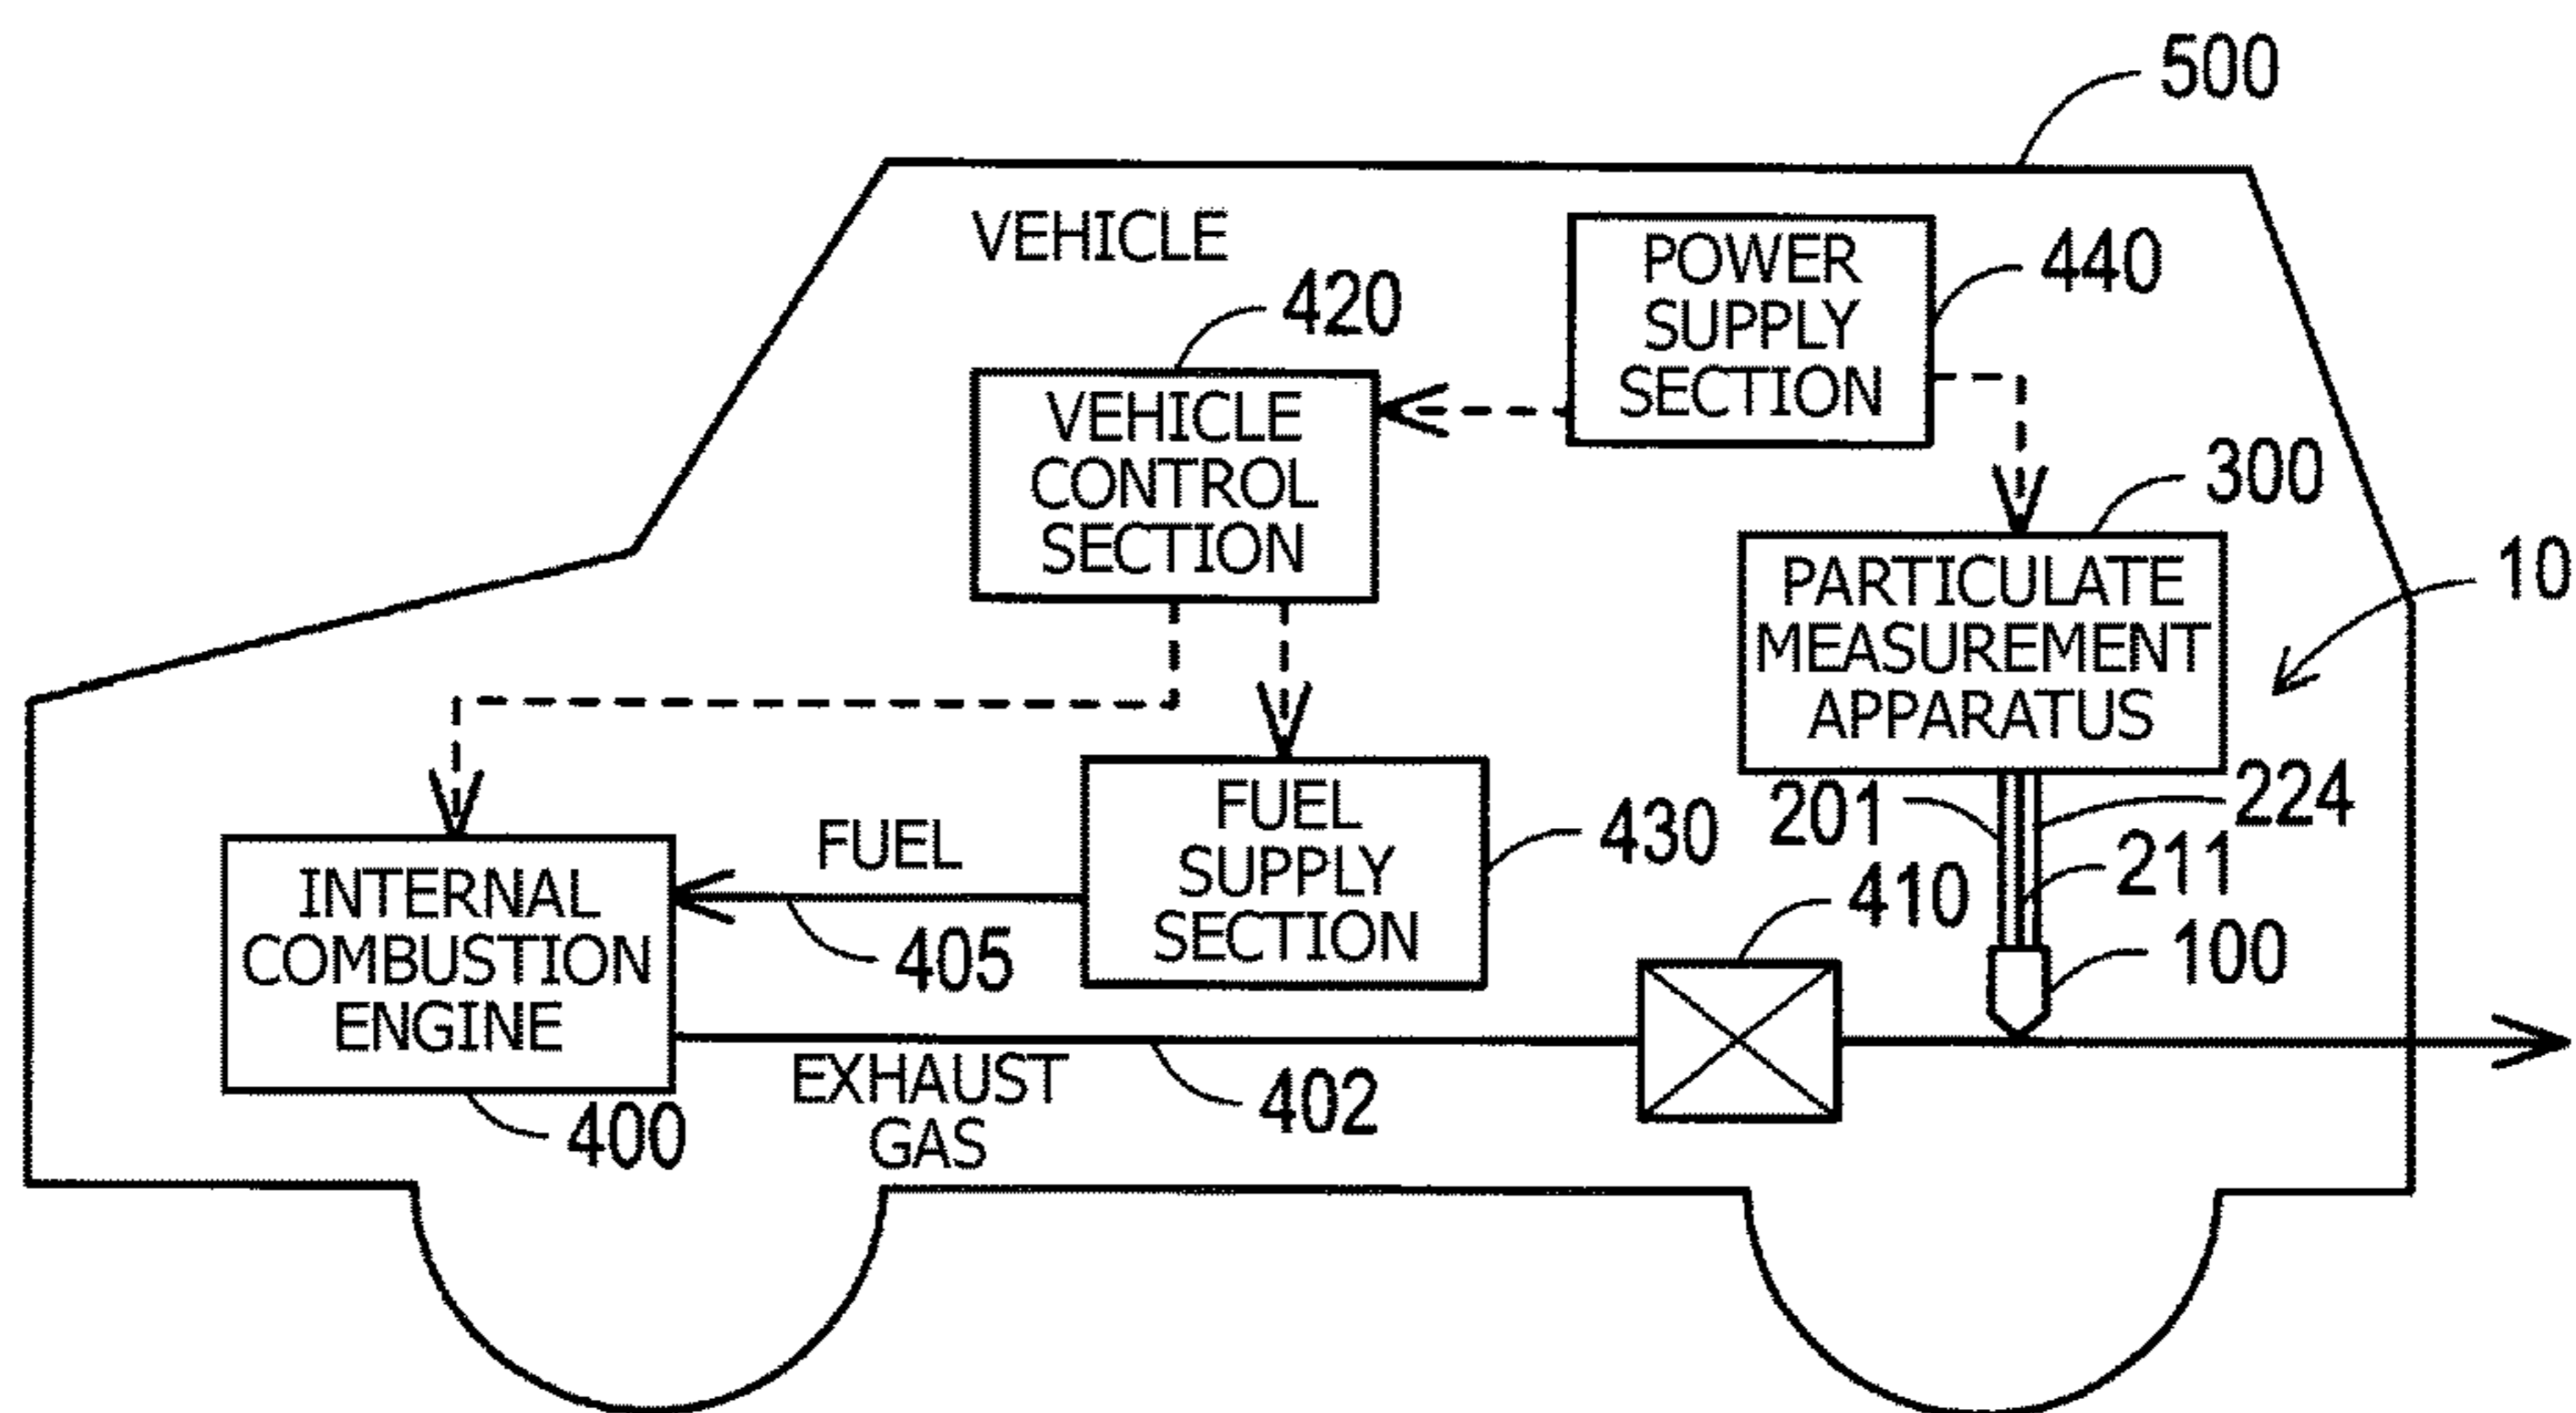 500
VEHICLE
POWER
SUPPLY
SECTION
440
420
VEHICLE
CONTROL
SECTION
300
PARTICULATE
MEASUREMENT
APPARATUS
10
FUEL
SUPPLY
SECTION
430
201
224
211
FUEL
405
INTERNAL
COMBUSTION
ENGINE
400
410
100
EXHAUST
GAS
402